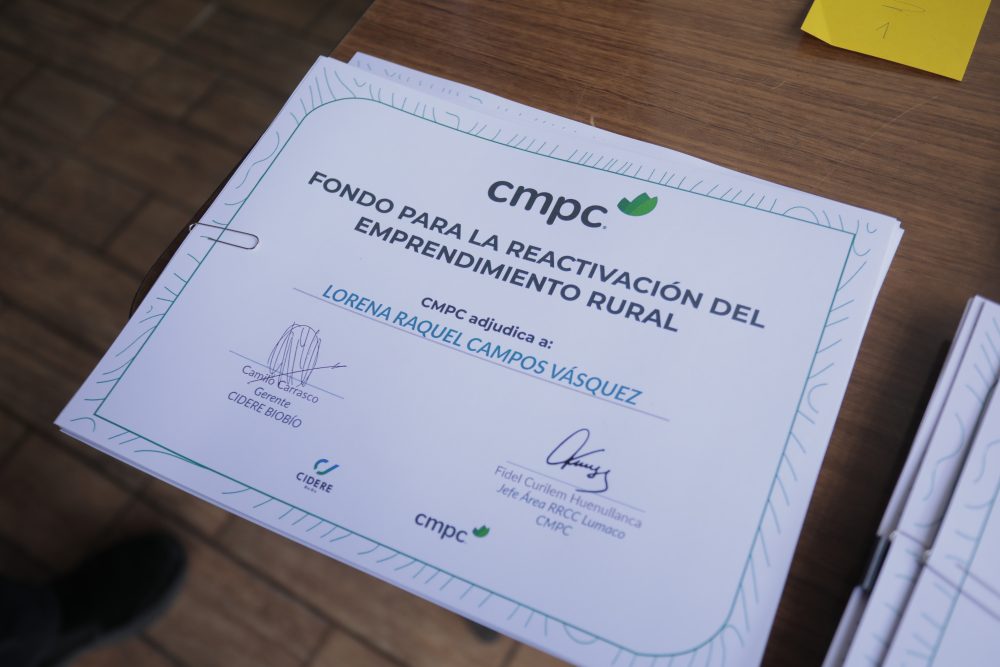 1
cmpc
FONDO PARA LA REACTIVACIÓN DEL
EMPRENDIMIENTO RURAL
CMPC adjudica a:
LORENA RAQUEL CAMPOS VÁSQUEZ
Camilo Carrasco
Gerente
CIDERE BIOBÍO
Fidel Curilem Huenullanca
Jefe Área RRCC Lumaco
CMPC
CIDERE
cmpc